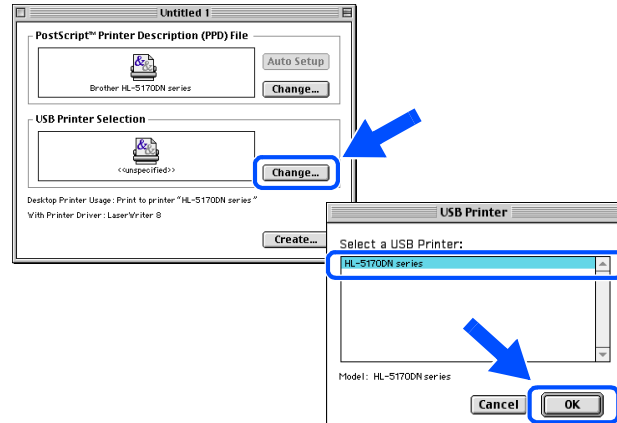 Untitled 1
PostScript™ Printer Description (PPD) File
Auto Setup
Brother HL-5170DN series
Change...
USB Printer Selection
<<unspecified>>
Change...
Desktop Printer Usage: Print to printer "HL-5170DN series"
With Printer Driver: LaserWriter 8
Create...
USB Printer
Select a USB Printer:
HL-5170DN series
Model: HL-5170DN series
Cancel
OK